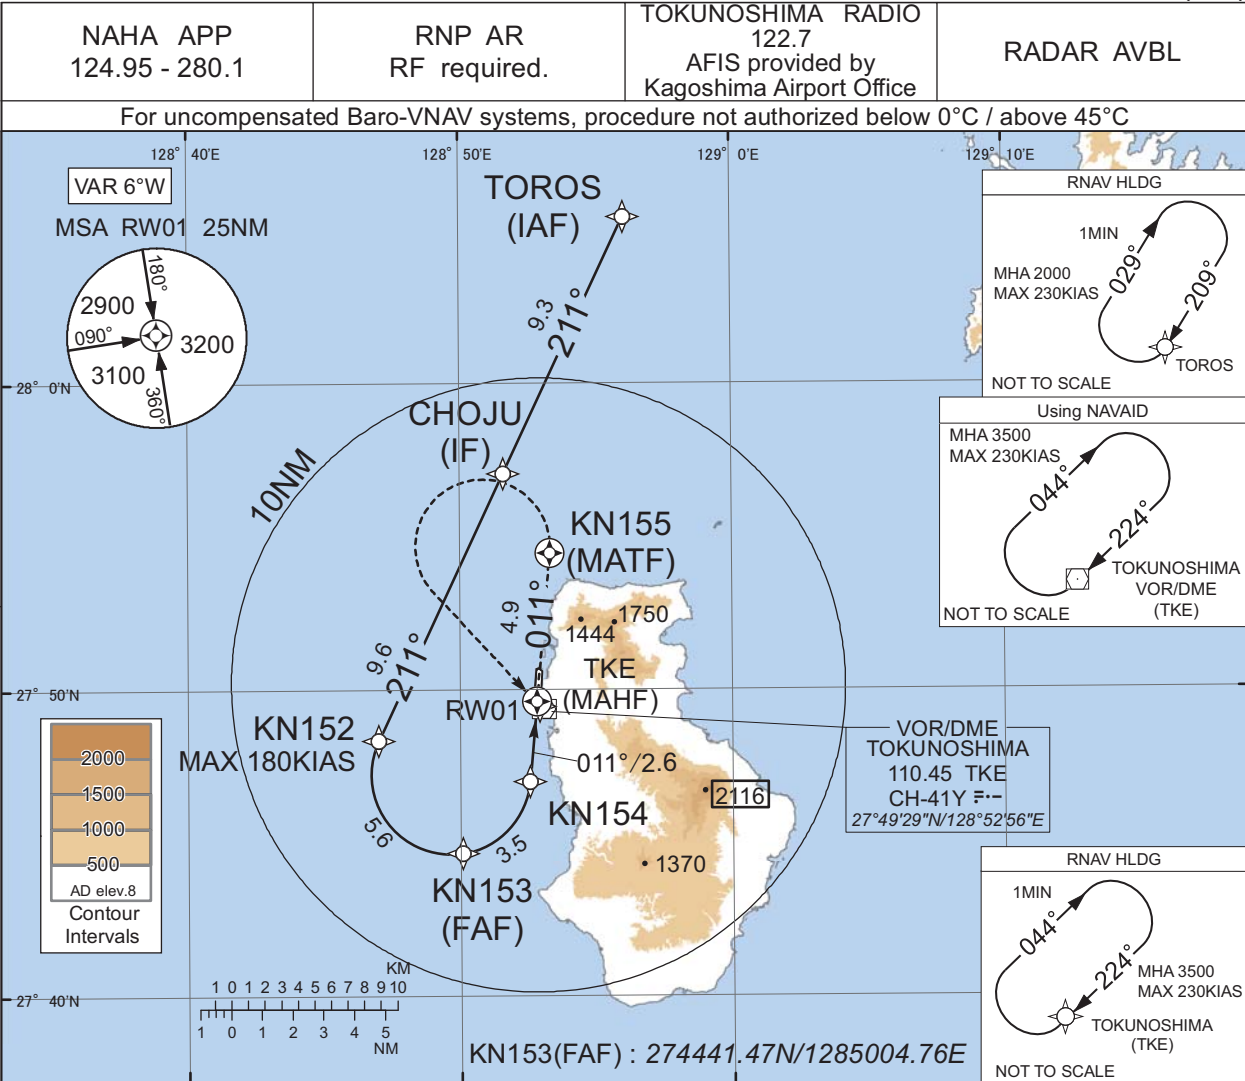 NAHA APP
124.95 - 280.1
RNP AR
RF required.
TOKUNOSHIMA RADIO
122.7
AFIS provided by
Kagoshima Airport Office
RADAR AVBL
For uncompensated Baro-VNAV systems, procedure not authorized below 0°C / above 45°C
128° 40'E
128° 50'E
129° 0'E
129° 10'E
VAR 6°W
MSA RW01 25NM
180°
2900
090°
3200
3100
360°
TOROS
(IAF)
9.3
211°
RNAV HLDG
1MIN
029°
209°
MHA 2000
MAX 230KIAS
TOROS
NOT TO SCALE
28° 0'N
CHOJU
(IF)
10NM
Using NAVAID
MHA 3500
MAX 230KIAS
044°
224°
TOKUNOSHIMA
VOR/DME
(TKE)
NOT TO SCALE
KN155
(MATF)
4.9
011°
1444
1750
9.6
211°
TKE
(MAHF)
27° 50'N
RW01
KN152
MAX 180KIAS
011°/2.6
KN154
VOR/DME
TOKUNOSHIMA
110.45 TKE
CH-41Y
27°49'29"N/128°52'56"E
2116
1370
5.6
3.5
KN153
(FAF)
2000
1500
1000
500
AD elev.8
Contour
Intervals
RNAV HLDG
1MIN
044°
224°
MHA 3500
MAX 230KIAS
TOKUNOSHIMA
(TKE)
NOT TO SCALE
27° 40'N
KM
1 0 1 2 3 4 5 6 7 8 9 10
1 0 1 2 3 4 5
NM
KN153(FAF) : 274441.47N/1285004.76E